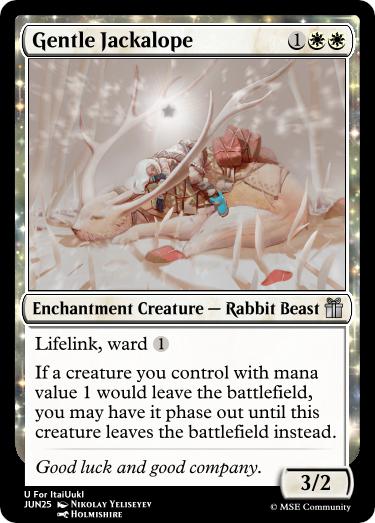 Gentle Jackalope 1
Enchantment Creature — Rabbit Beast
Lifelink, ward 1
If a creature you control with mana
value 1 would leave the battlefield,
you may have it phase out until this
creature leaves the battlefield instead.
Good luck and good company.
3/2
U For ItaiUukI
JUN25 Nikolay Yeliseyev
Holmishire
© MSE Community